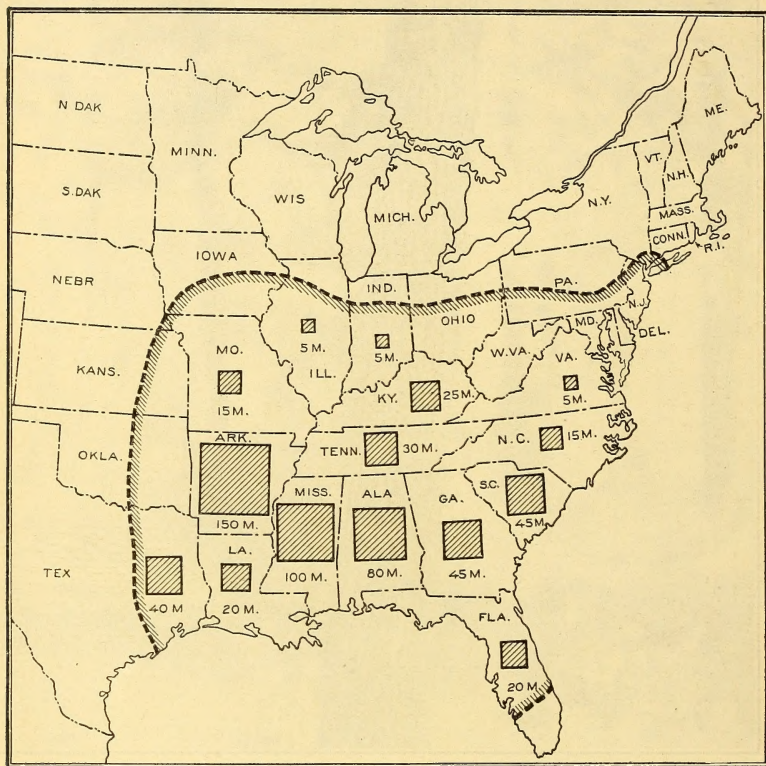 N DAK
MINN.
S.DAK
WIS
MICH.
N.Y.
VT.
N.H.
ME.
MASS.
CONN.
R.I.
NEBR
IOWA
IND.
OHIO
PA.
N.J.
MD.
DEL.
KANS.
MO.
15 M.
5 M.
ILL.
5 M.
KY.
25 M.
W.VA.
VA.
5 M.
OKLA.
ARK.
150 M.
TENN.
30 M.
N.C.
15 M.
MISS.
100 M.
ALA
80 M.
GA.
45 M.
S.C.
45 M
TEX
40 M
LA.
20 M.
FLA.
20 M